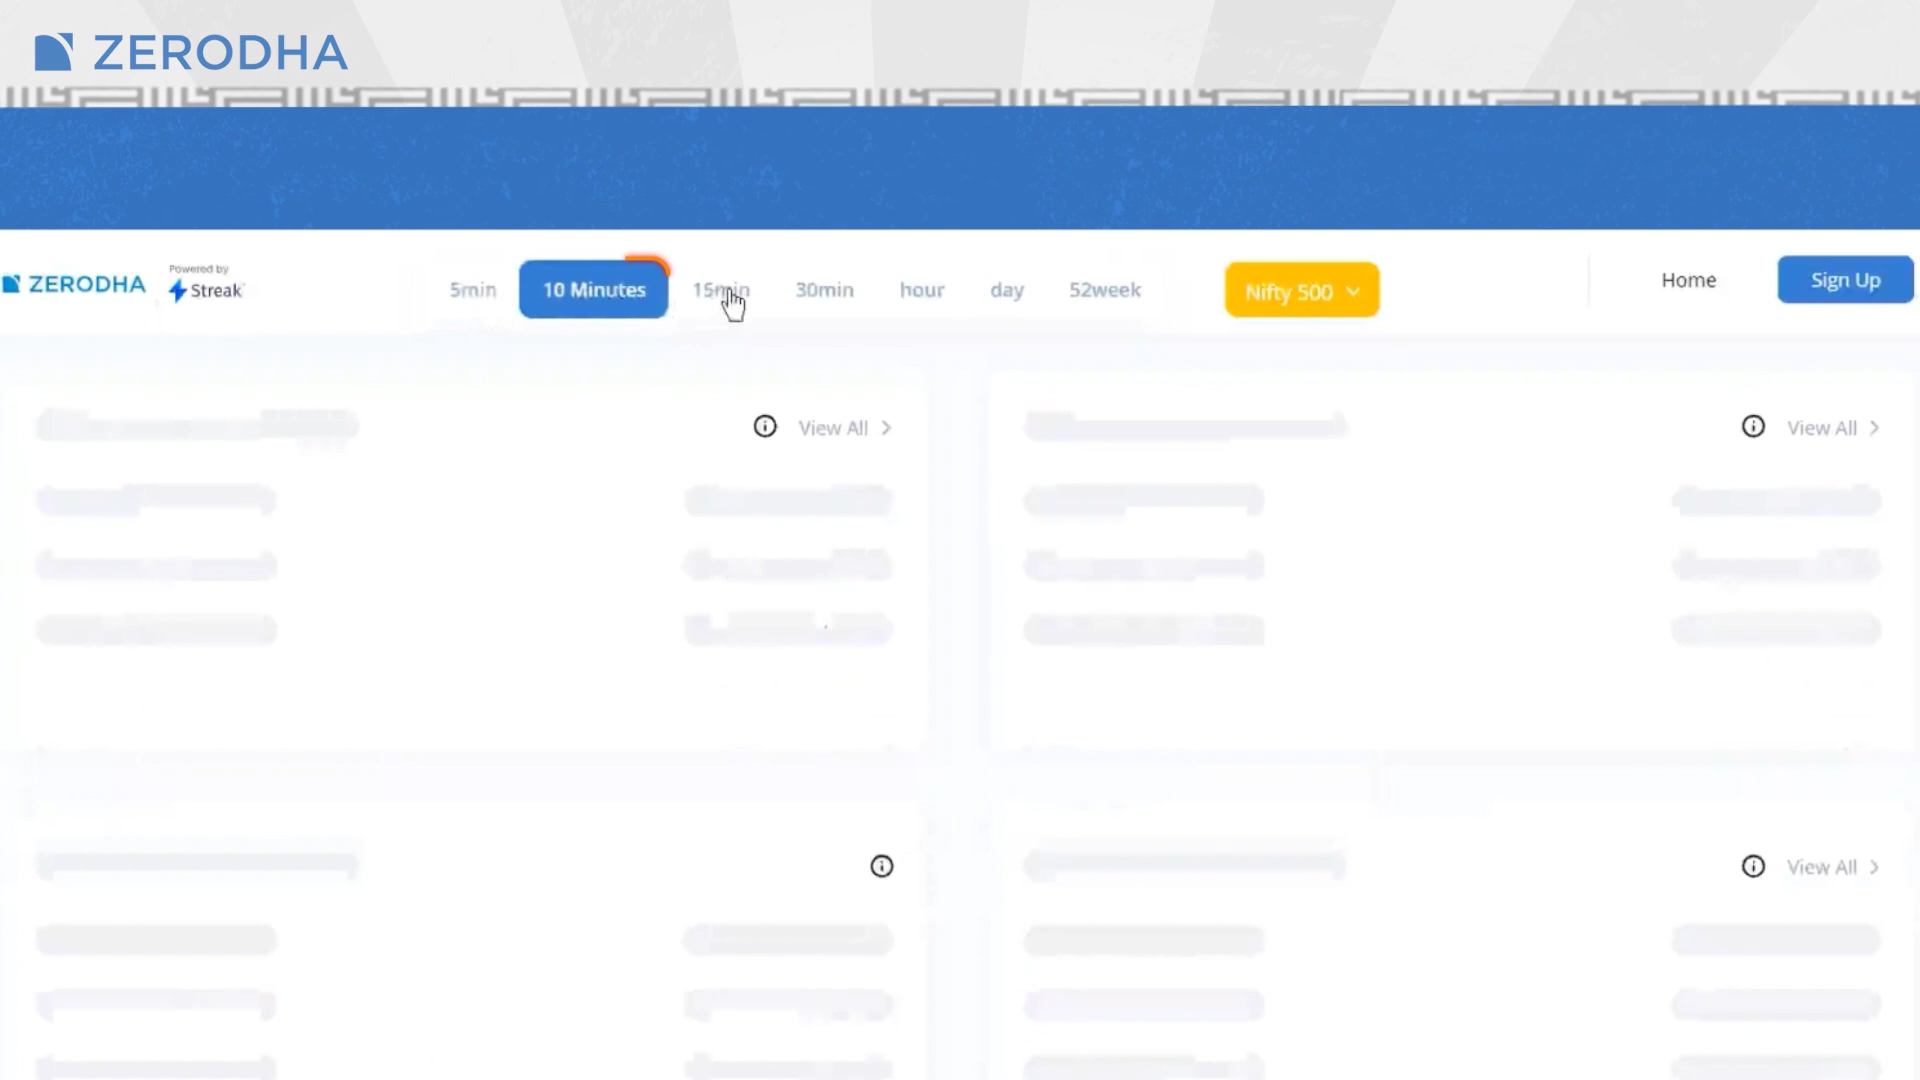 ZERODHA
ZERODHA
Powered by
Streak
5min
10 Minutes
15min
30min
hour
day
52week
Nifty 500
Home
Sign Up
View All
View All
View All